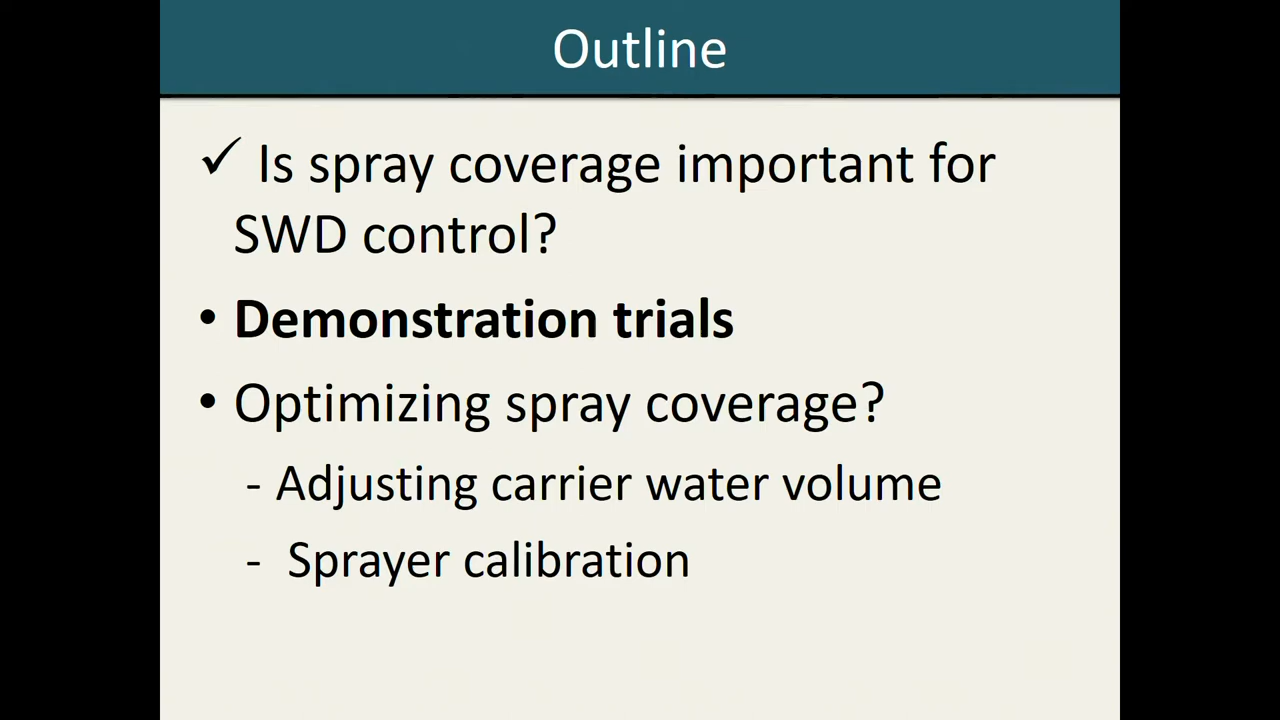 Outline
✓ Is spray coverage important for
SWD control?
• Demonstration trials
• Optimizing spray coverage?
- Adjusting carrier water volume
- Sprayer calibration